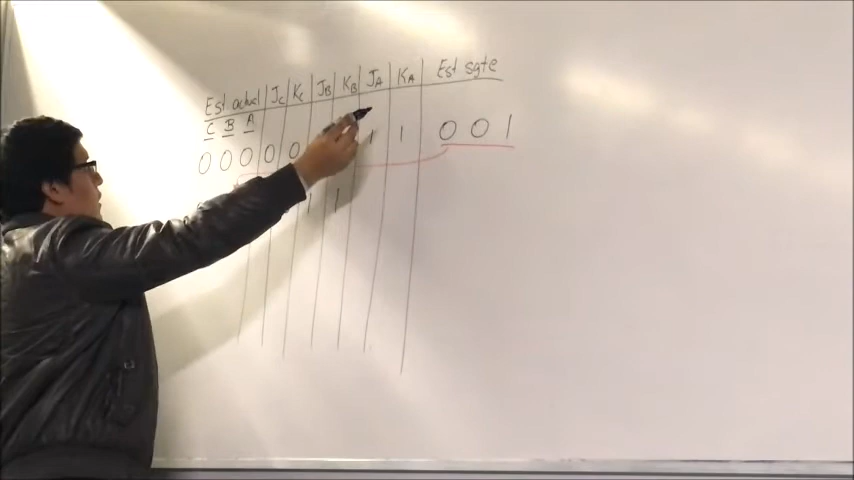 Est actual Jc Kc JB KB JA KA Est sgte
C B A
0 0 0 0 0 1 1 0 0 1
1 1